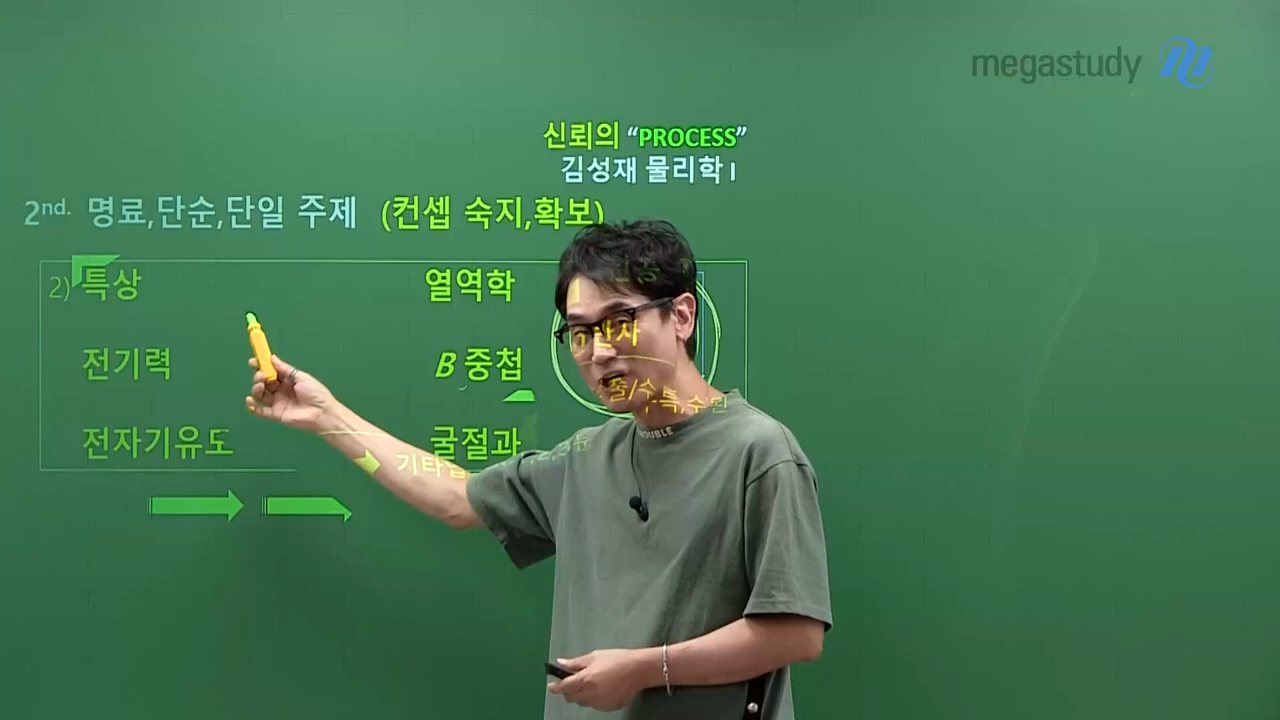 megastudy
신뢰의 “PROCESS”
김성재 물리학 I
2nd. 명료,단순,단일 주제 (컨셉 숙지,확보)
2) 특상 열역학
전기력 B 중첩
전자기유도 굴절과
기타